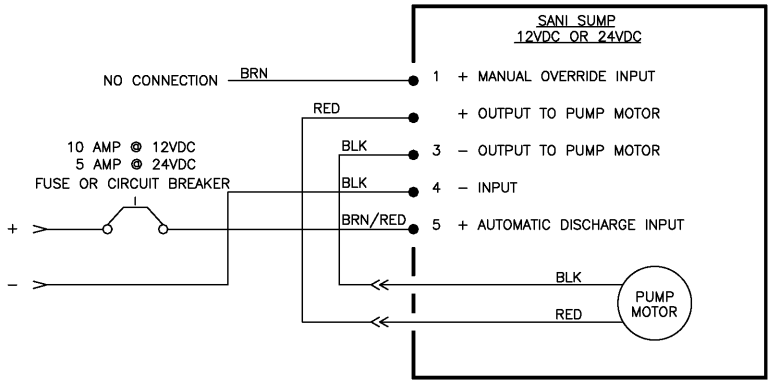 SANI SUMP
12VDC OR 24VDC
NO CONNECTION BRN 1 + MANUAL OVERRIDE INPUT
RED + OUTPUT TO PUMP MOTOR
10 AMP @ 12VDC
5 AMP @ 24VDC
FUSE OR CIRCUIT BREAKER
BLK 3 - OUTPUT TO PUMP MOTOR
BLK 4 - INPUT
+ BRN/RED 5 + AUTOMATIC DISCHARGE INPUT
-
BLK
PUMP
MOTOR
RED